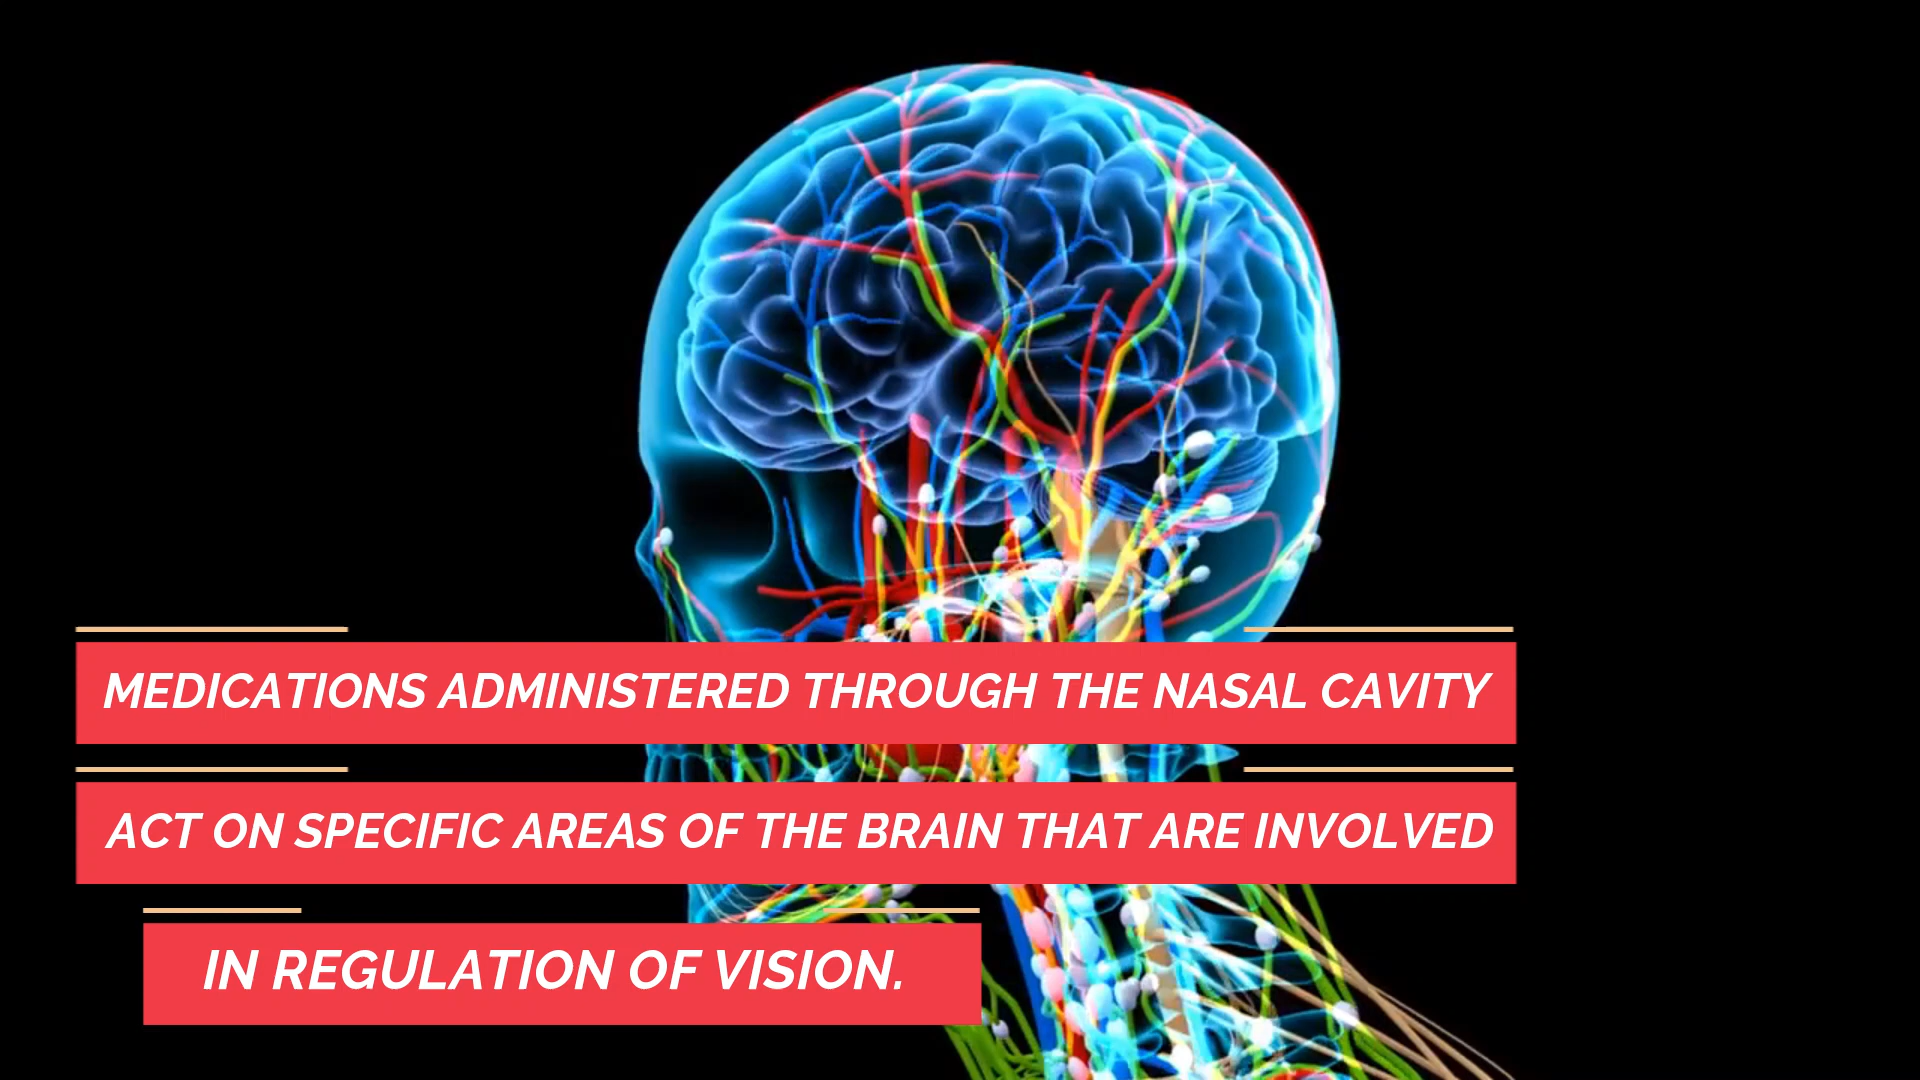 MEDICATIONS ADMINISTERED THROUGH THE NASAL CAVITY
ACT ON SPECIFIC AREAS OF THE BRAIN THAT ARE INVOLVED
IN REGULATION OF VISION.